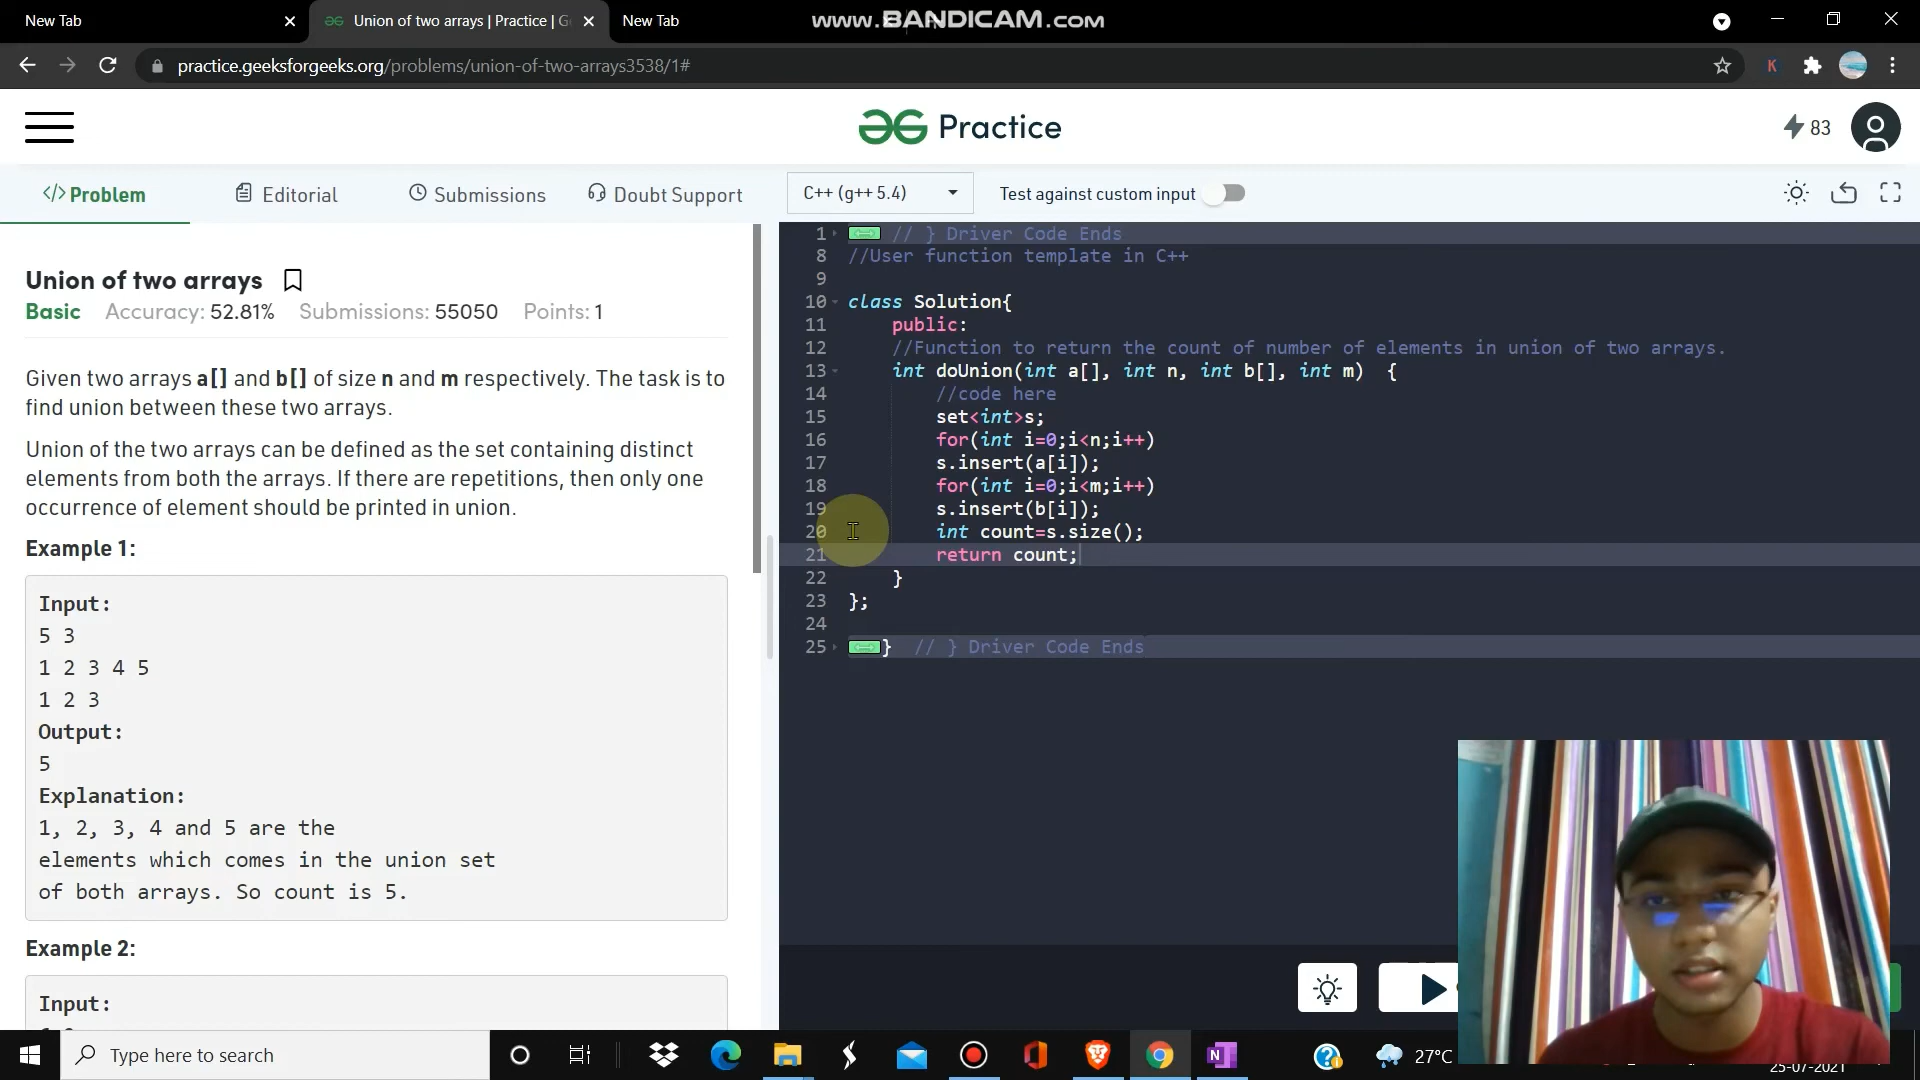 New Tab
Union of two arrays | Practice | G
New Tab
www.BANDICAM.com
practice.geeksforgeeks.org/problems/union-of-two-arrays3538/1#
K
Practice
83
</>Problem
Editorial
Submissions
Doubt Support
C++ (g++ 5.4)
Test against custom input
Union of two arrays
Basic Accuracy: 52.81% Submissions: 55050 Points: 1
Given two arrays a[] and b[] of size n and m respectively. The task is to
find union between these two arrays.
Union of the two arrays can be defined as the set containing distinct
elements from both the arrays. If there are repetitions, then only one
occurrence of element should be printed in union.
Example 1:
Input:
5 3
1 2 3 4 5
1 2 3
Output:
5
Explanation:
1, 2, 3, 4 and 5 are the
elements which comes in the union set
of both arrays. So count is 5.
Example 2:
Input:
1 // } Driver Code Ends
8 //User function template in C++
9
10 class Solution{
11 public:
12 //Function to return the count of number of elements in union of two arrays.
13 int doUnion(int a[], int n, int b[], int m) {
14 //code here
15 set<int>s;
16 for(int i=0;i<n;i++)
17 s.insert(a[i]);
18 for(int i=0;i<m;i++)
19 s.insert(b[i]);
20 int count=s.size();
21 return count;
22 }
23 };
24
25 } // } Driver Code Ends
Type here to search
N
27°C
25-07-2021